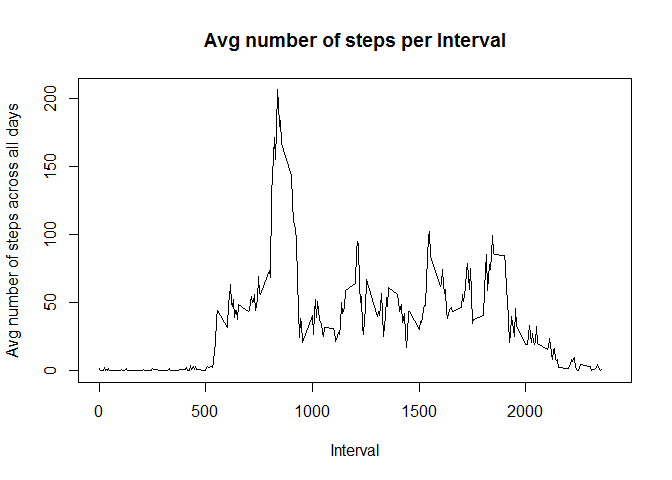 Avg number of steps per Interval
Avg number of steps across all days
200
150
100
50
0
0 500 1000 1500 2000
Interval